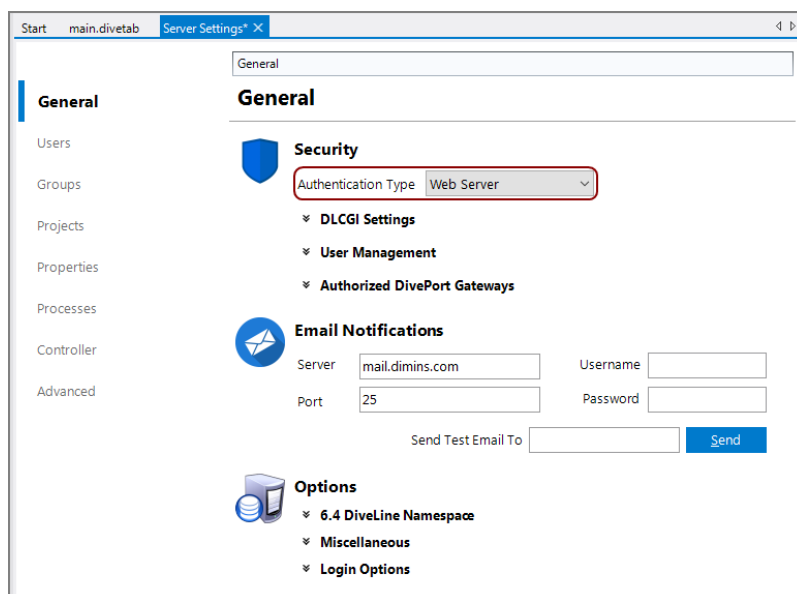 Start main.divetab Server Settings*
General
General
General
Users
Groups
Projects
Properties
Processes
Controller
Advanced
Security
Authentication Type Web Server
DLCGI Settings
User Management
Authorized DivePort Gateways
Email Notifications
Server mail.dimins.com Username
Port 25 Password
Send Test Email To Send
Options
6.4 DiveLine Namespace
Miscellaneous
Login Options